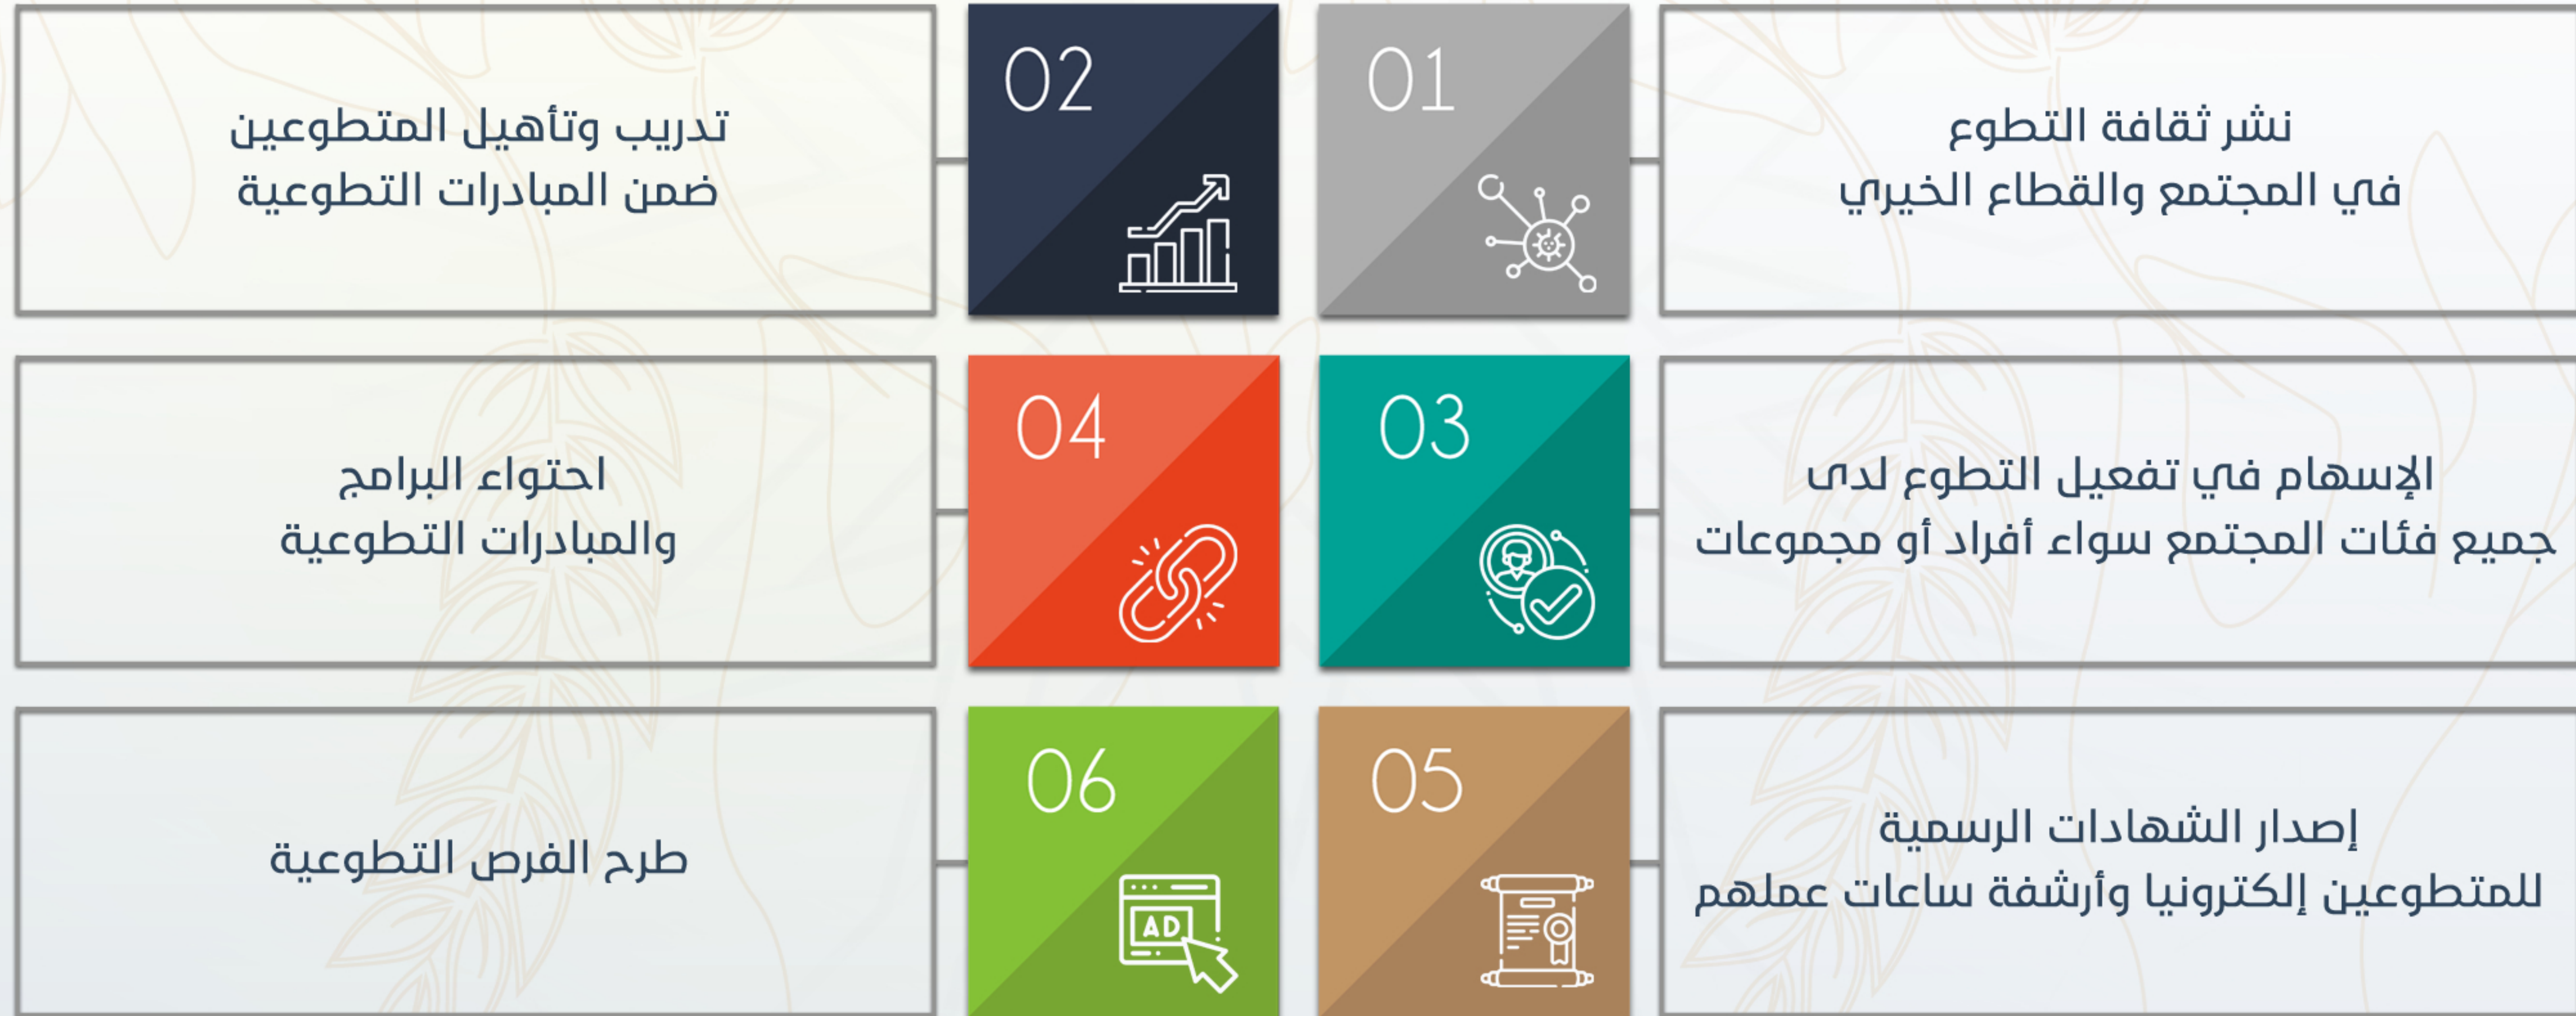 01
نشر ثقافة التطوع
في المجتمع والقطاع الخيري
02
تدريب وتأهيل المتطوعين
ضمن المبادرات التطوعية
03
الإسهام في تفعيل التطوع لدى
جميع فئات المجتمع سواء أفراد أو مجموعات
04
احتواء البرامج
والمبادرات التطوعية
05
إصدار الشهادات الرسمية
للمتطوعين إلكترونيا وأرشفة ساعات عملهم
06
AD
طرح الفرص التطوعية